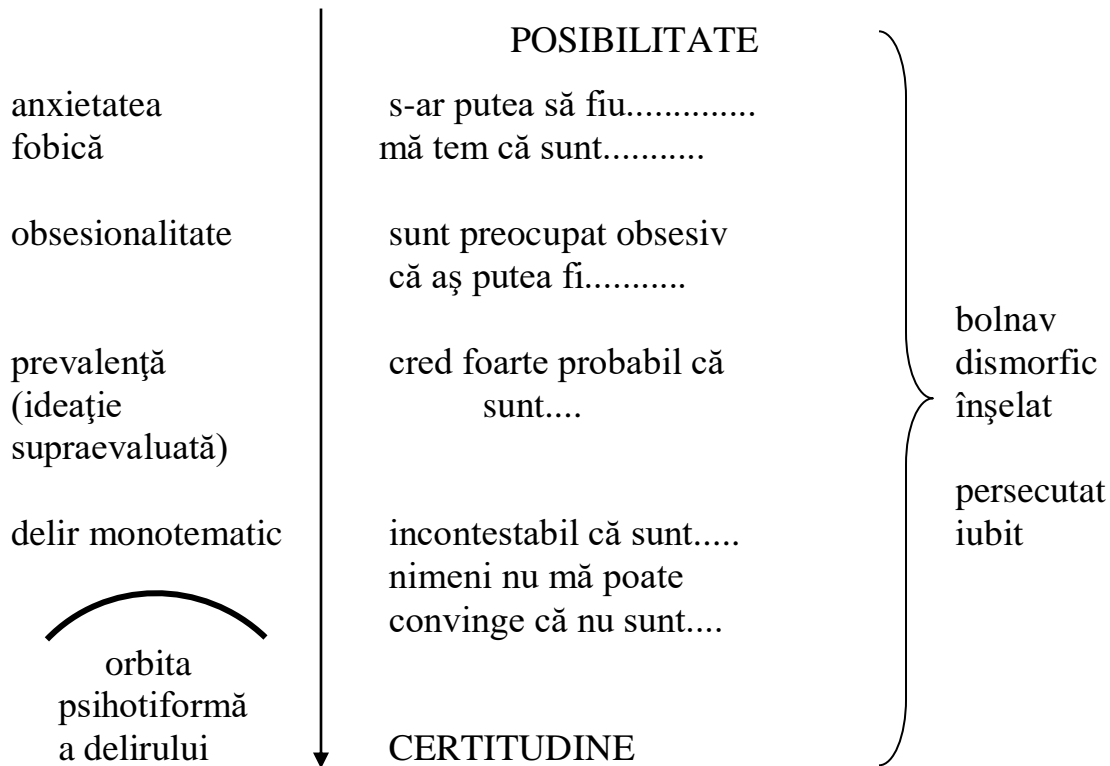 POSIBILITATE
anxietatea
fobică
s-ar putea să fiu..............
mă tem că sunt...........
obsesionalitate
sunt preocupat obsesiv
că aş putea fi...........
prevalenţă
(ideaţie
supraevaluată)
cred foarte probabil că
sunt....
delir monotematic
incontestabil că sunt.....
nimeni nu mă poate
convinge că nu sunt....
orbita
psihotiformă
a delirului
CERTITUDINE
bolnav
dismorfic
înşelat
persecutat
iubit